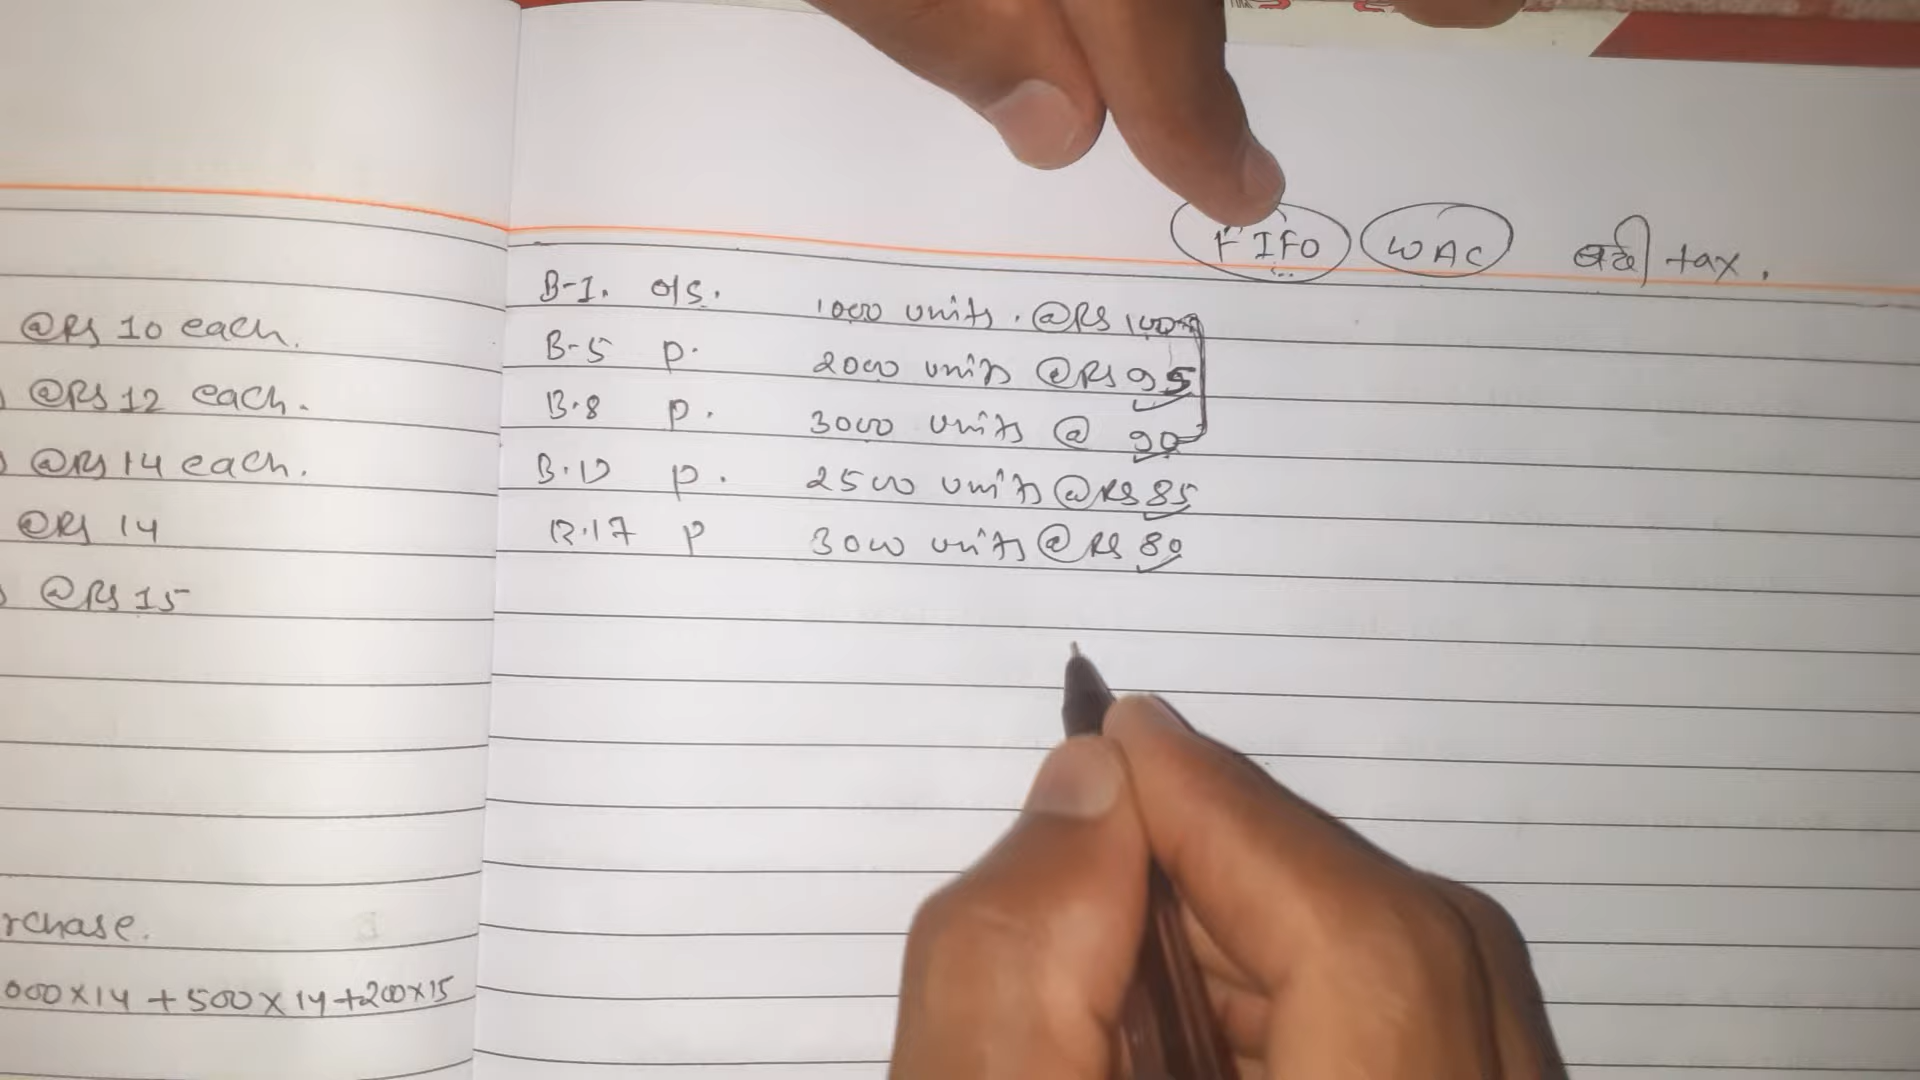 @Rs 10 each.
@Rs 12 each.
@Rs 14 each.
@Rs 14
@Rs 15
rchase.
000×14 + 500×14+200×15
FIFO WAC बढी tax.
B-1. O/S. 1000 units. @Rs 100
B-5 P. 2000 units @Rs 95
B.8 P. 3000 units @ 90
B.10 P. 2500 units @Rs 85
B.17 P 3000 units @Rs 80